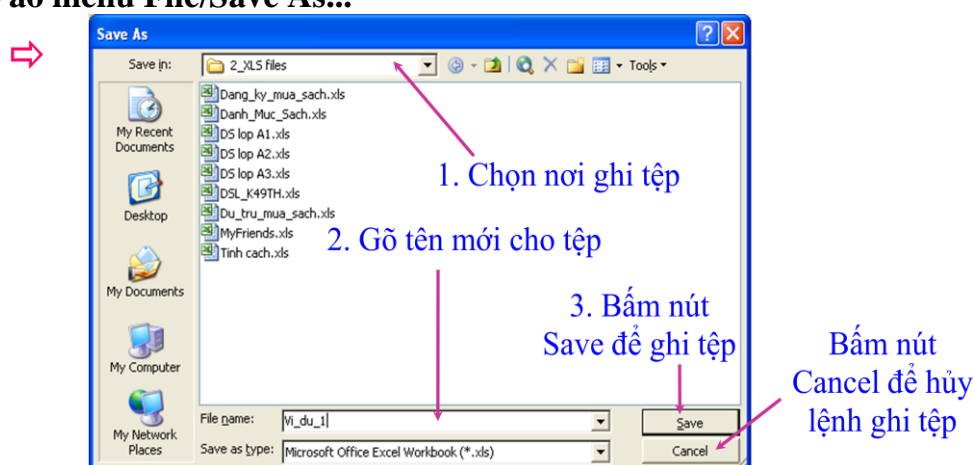 vào menu File/Save As...
Save As
Save in:
2_XLS files
Tools
My Recent
Documents
Desktop
My Documents
My Computer
My Network
Places
Dang_ky_mua_sach.xls
Danh_Muc_Sach.xls
DS lop A1.xls
DS lop A2.xls
DS lop A3.xls
DSL_K49TH.xls
Du_tru_mua_sach.xls
MyFriends.xls
Tinh cach.xls
1. Chọn nơi ghi tệp
2. Gõ tên mới cho tệp
3. Bấm nút
Save để ghi tệp
Bấm nút
Cancel để hủy
lệnh ghi tệp
File name:
Vi_du_1
Save
Save as type:
Microsoft Office Excel Workbook (*.xls)
Cancel